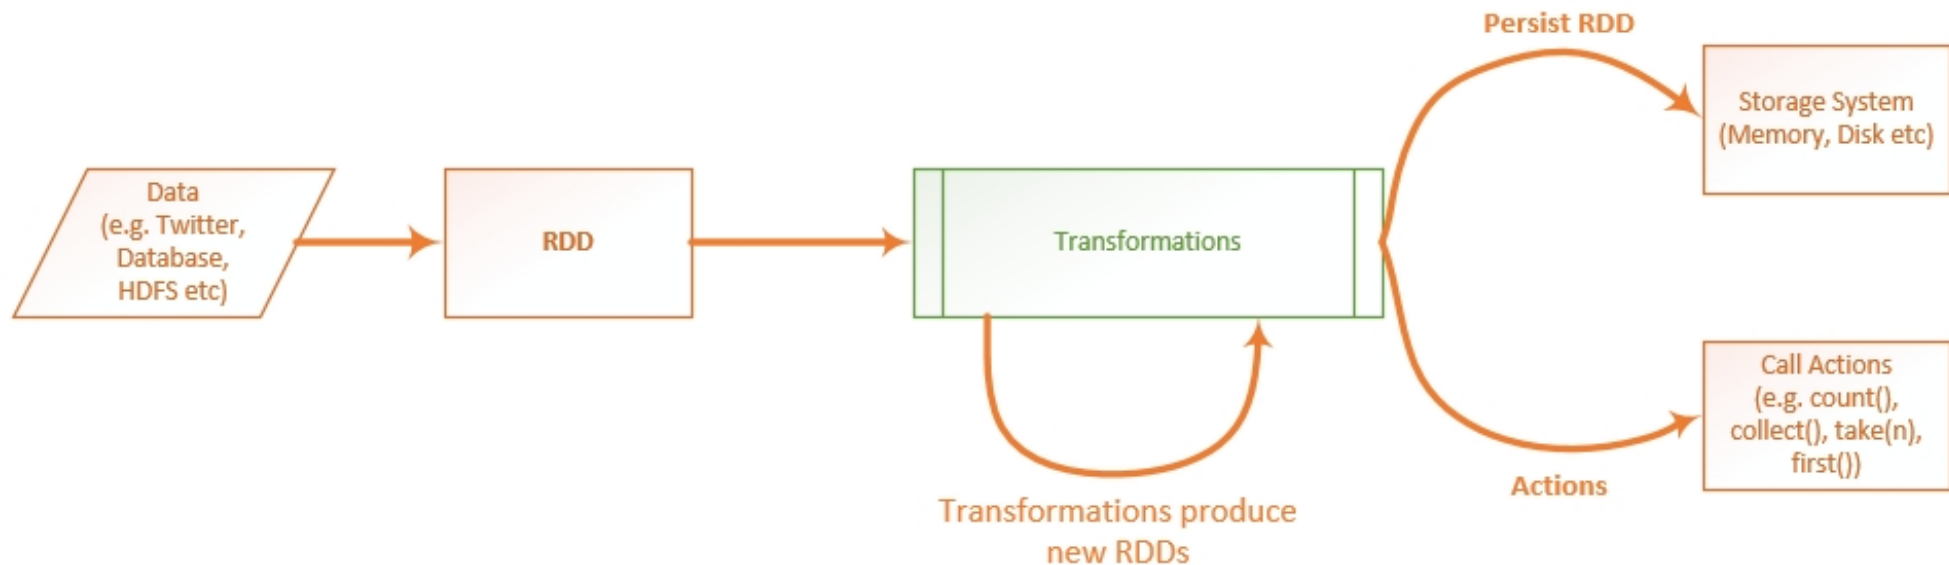 Persist RDD
Storage System
(Memory, Disk etc)
Data
(e.g. Twitter,
Database,
HDFS etc)
RDD
Transformations
Call Actions
(e.g. count(),
collect(), take(n),
first())
Actions
Transformations produce
new RDDs